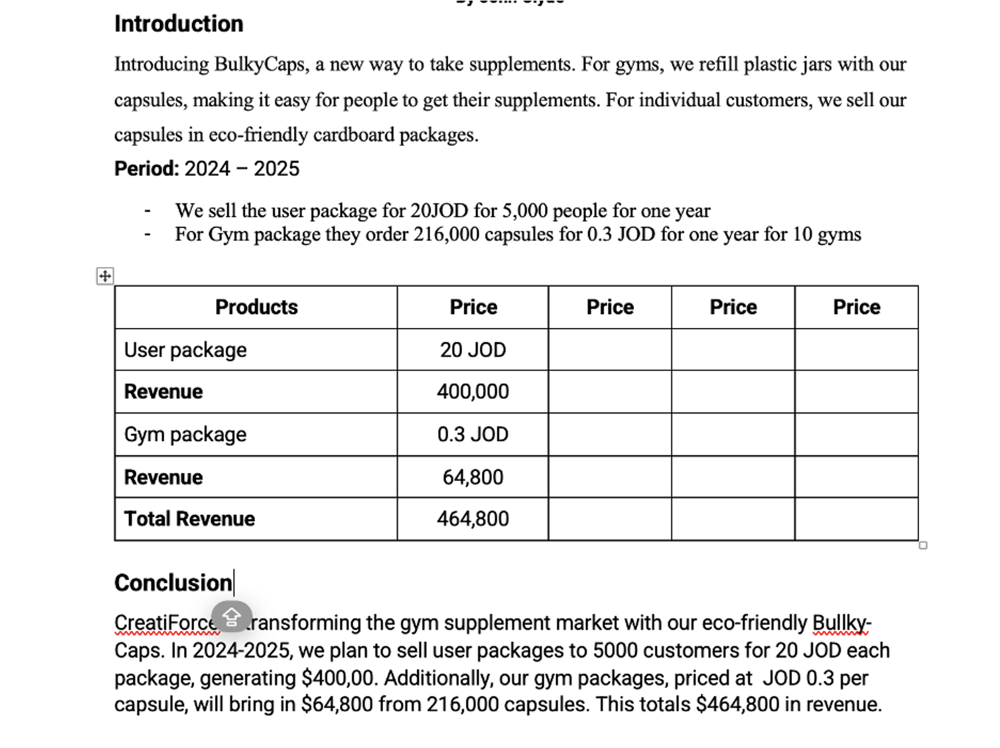 Introduction
Introducing BulkyCaps, a new way to take supplements. For gyms, we refill plastic jars with our
capsules, making it easy for people to get their supplements. For individual customers, we sell our
capsules in eco-friendly cardboard packages.
Period: 2024 – 2025
- We sell the user package for 20JOD for 5,000 people for one year
- For Gym package they order 216,000 capsules for 0.3 JOD for one year for 10 gyms
Products Price Price Price Price
User package 20 JOD
Revenue 400,000
Gym package 0.3 JOD
Revenue 64,800
Total Revenue 464,800
Conclusion
CreatiForce transforming the gym supplement market with our eco-friendly Bullky-
Caps. In 2024-2025, we plan to sell user packages to 5000 customers for 20 JOD each
package, generating $400,00. Additionally, our gym packages, priced at JOD 0.3 per
capsule, will bring in $64,800 from 216,000 capsules. This totals $464,800 in revenue.